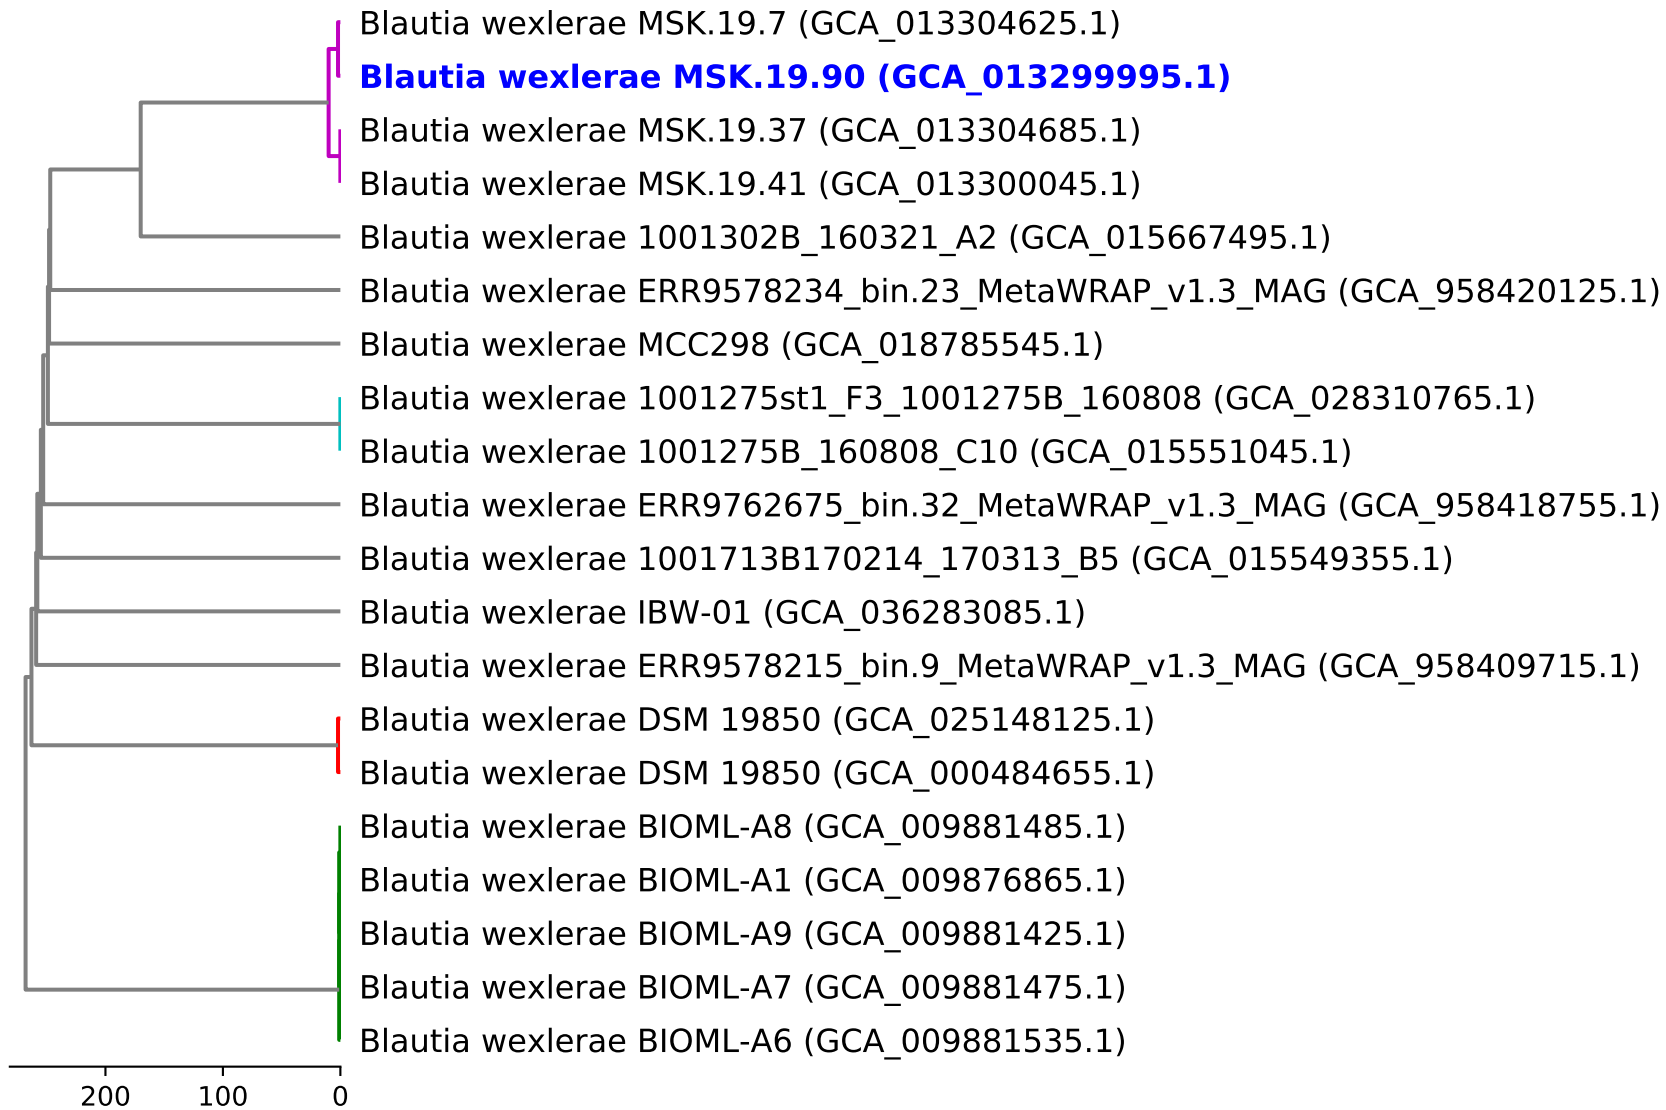 Blautia wexlerae MSK.19.7 (GCA_013304625.1)
Blautia wexlerae MSK.19.90 (GCA_013299995.1)
Blautia wexlerae MSK.19.37 (GCA_013304685.1)
Blautia wexlerae MSK.19.41 (GCA_013300045.1)
Blautia wexlerae 1001302B_160321_A2 (GCA_015667495.1)
Blautia wexlerae ERR9578234_bin.23_MetaWRAP_v1.3_MAG (GCA_958420125.1)
Blautia wexlerae MCC298 (GCA_018785545.1)
Blautia wexlerae 1001275st1_F3_1001275B_160808 (GCA_028310765.1)
Blautia wexlerae 1001275B_160808_C10 (GCA_015551045.1)
Blautia wexlerae ERR9762675_bin.32_MetaWRAP_v1.3_MAG (GCA_958418755.1)
Blautia wexlerae 1001713B170214_170313_B5 (GCA_015549355.1)
Blautia wexlerae IBW-01 (GCA_036283085.1)
Blautia wexlerae ERR9578215_bin.9_MetaWRAP_v1.3_MAG (GCA_958409715.1)
Blautia wexlerae DSM 19850 (GCA_025148125.1)
Blautia wexlerae DSM 19850 (GCA_000484655.1)
Blautia wexlerae BIOML-A8 (GCA_009881485.1)
Blautia wexlerae BIOML-A1 (GCA_009876865.1)
Blautia wexlerae BIOML-A9 (GCA_009881425.1)
Blautia wexlerae BIOML-A7 (GCA_009881475.1)
Blautia wexlerae BIOML-A6 (GCA_009881535.1)
200 100 0